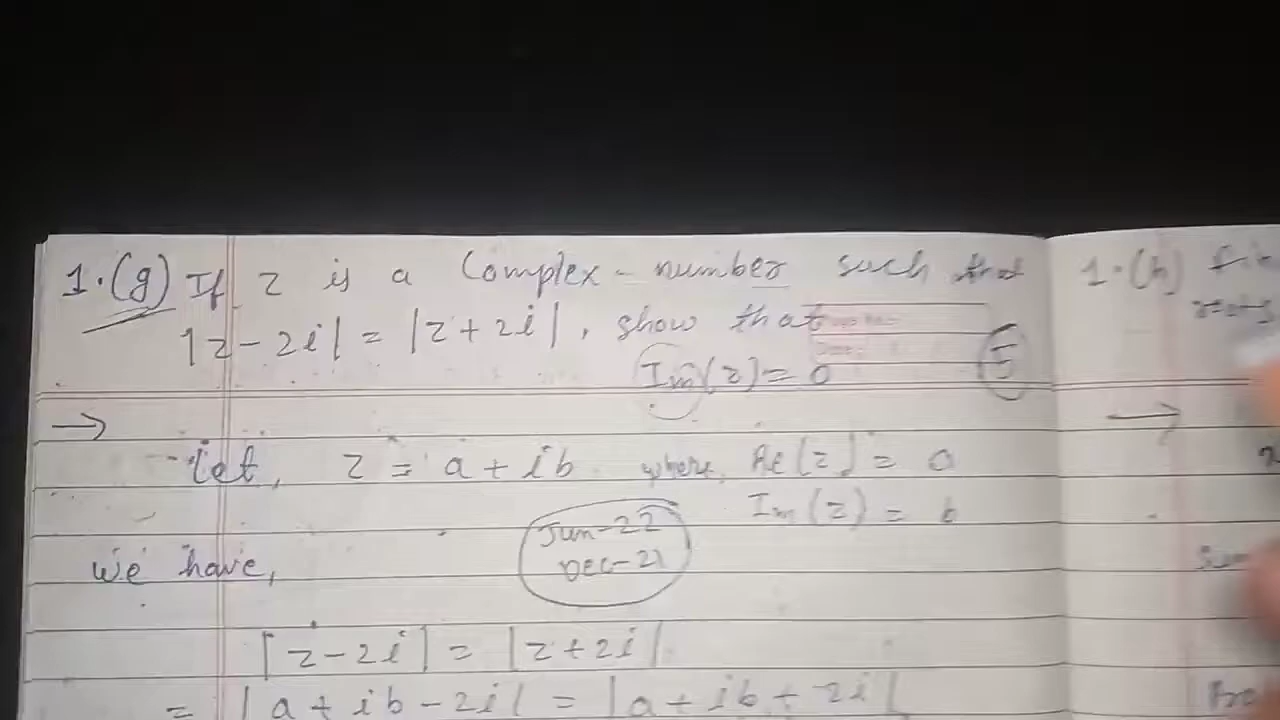 1.(g) If z is a Complex-number such that
|z-2i| = |z+2i|, show that
Im(z)=0
5
→
let, z = a+ib where, Re(z) = a
Im(z) = b
Jun-22
Dec-21
We have,
|z-2i| = |z+2i|
= |a+ib-2i| = |a+ib+2i|
1.(h)
→